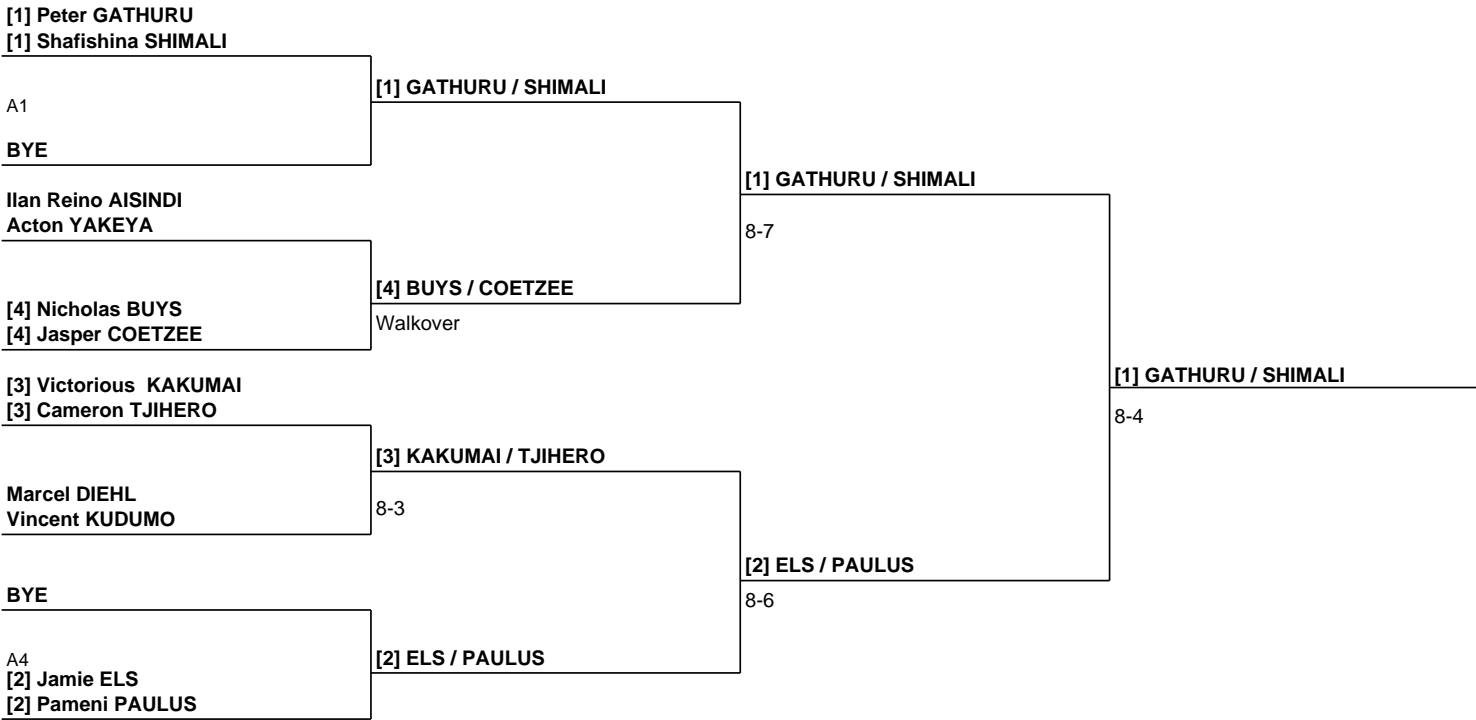 [1] Peter GATHURU
[1] Shafishina SHIMALI
A1
[1] GATHURU / SHIMALI
BYE
[1] GATHURU / SHIMALI
8-7
Ilan Reino AISINDI
Acton YAKEYA
[4] BUYS / COETZEE
Walkover
[4] Nicholas BUYS
[4] Jasper COETZEE
[1] GATHURU / SHIMALI
8-4
[3] Victorious  KAKUMAI
[3] Cameron TJIHERO
[3] KAKUMAI / TJIHERO
8-3
Marcel DIEHL
Vincent KUDUMO
[2] ELS / PAULUS
8-6
BYE
A4
[2] ELS / PAULUS
[2] Jamie ELS
[2] Pameni PAULUS